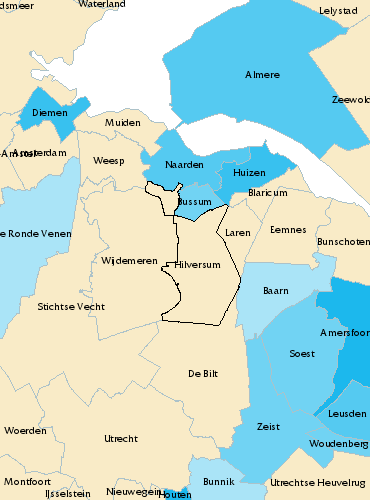 dsmeer
Waterland
Lelystad
Almere
Zeewold
Diemen
Muiden
Amsterdam
Amstel
Weesp
Naarden
Huizen
Blaricum
Bussum
e Ronde Venen
Laren
Eemnes
Bunschoten
Wijdemeren
Hilversum
Baarn
Stichtse Vecht
Amersfoor
Soest
De Bilt
Leusden
Woerden
Utrecht
Zeist
Woudenberg
Montfoort
IJsselstein
Nieuwegein
Houten
Bunnik
Utrechtse Heuvelrug